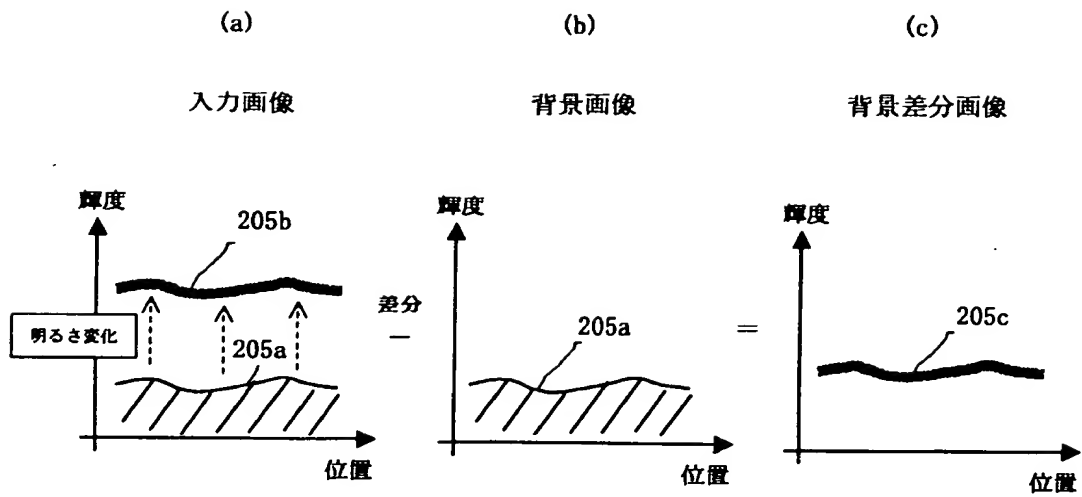 (a)
(b)
(c)
入力画像
背景画像
背景差分画像
輝度
205b
明るさ変化
205a
位置
差分
−
輝度
205a
位置
=
輝度
205c
位置